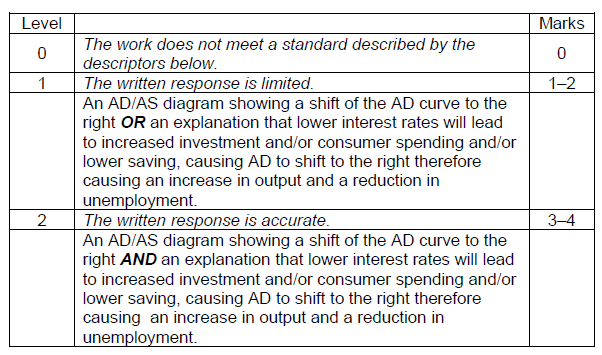 Level Marks
0 The work does not meet a standard described by the 0
descriptors below.
1 The written response is limited. 1–2
An AD/AS diagram showing a shift of the AD curve to the
right OR an explanation that lower interest rates will lead
to increased investment and/or consumer spending and/or
lower saving, causing AD to shift to the right therefore
causing an increase in output and a reduction in
unemployment.
2 The written response is accurate. 3–4
An AD/AS diagram showing a shift of the AD curve to the
right AND an explanation that lower interest rates will lead
to increased investment and/or consumer spending and/or
lower saving, causing AD to shift to the right therefore
causing an increase in output and a reduction in
unemployment.